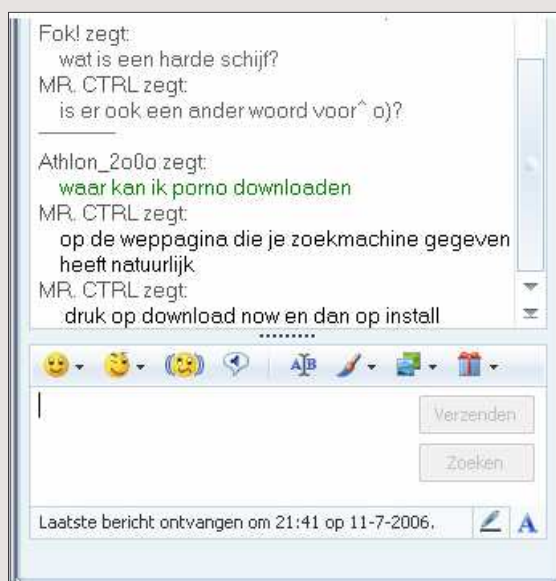 Fok! zegt:
wat is een harde schijf?
MR. CTRL zegt:
is er ook een ander woord voor^ o)?
Athlon_2o0o zegt:
waar kan ik porno downloaden
MR. CTRL zegt:
op de weppagina die je zoekmachine gegeven
heeft natuurlijk
MR. CTRL zegt:
druk op download now en dan op install
Verzenden
Zoeken
Laatste bericht ontvangen om 21:41 op 11-7-2006.